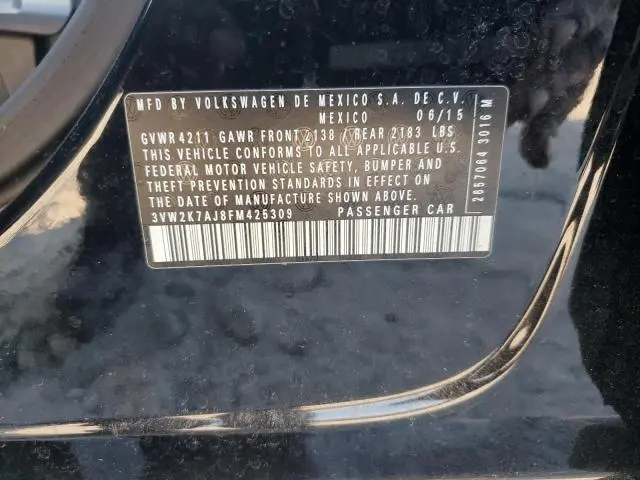 MFD BY VOLKSWAGEN DE MEXICO S.A. DE C.V.
MEXICO 06/15
GVWR 4211 GAWR FRONT 2138 / REAR 2183 LBS
THIS VEHICLE CONFORMS TO ALL APPLICABLE U.S.
FEDERAL MOTOR VEHICLE SAFETY, BUMPER AND
THEFT PREVENTION STANDARDS IN EFFECT ON
THE DATE OF MANUFACTURE SHOWN ABOVE
3VW2K7AJ8FM425309 PASSENGER CAR
2657064 3016 M